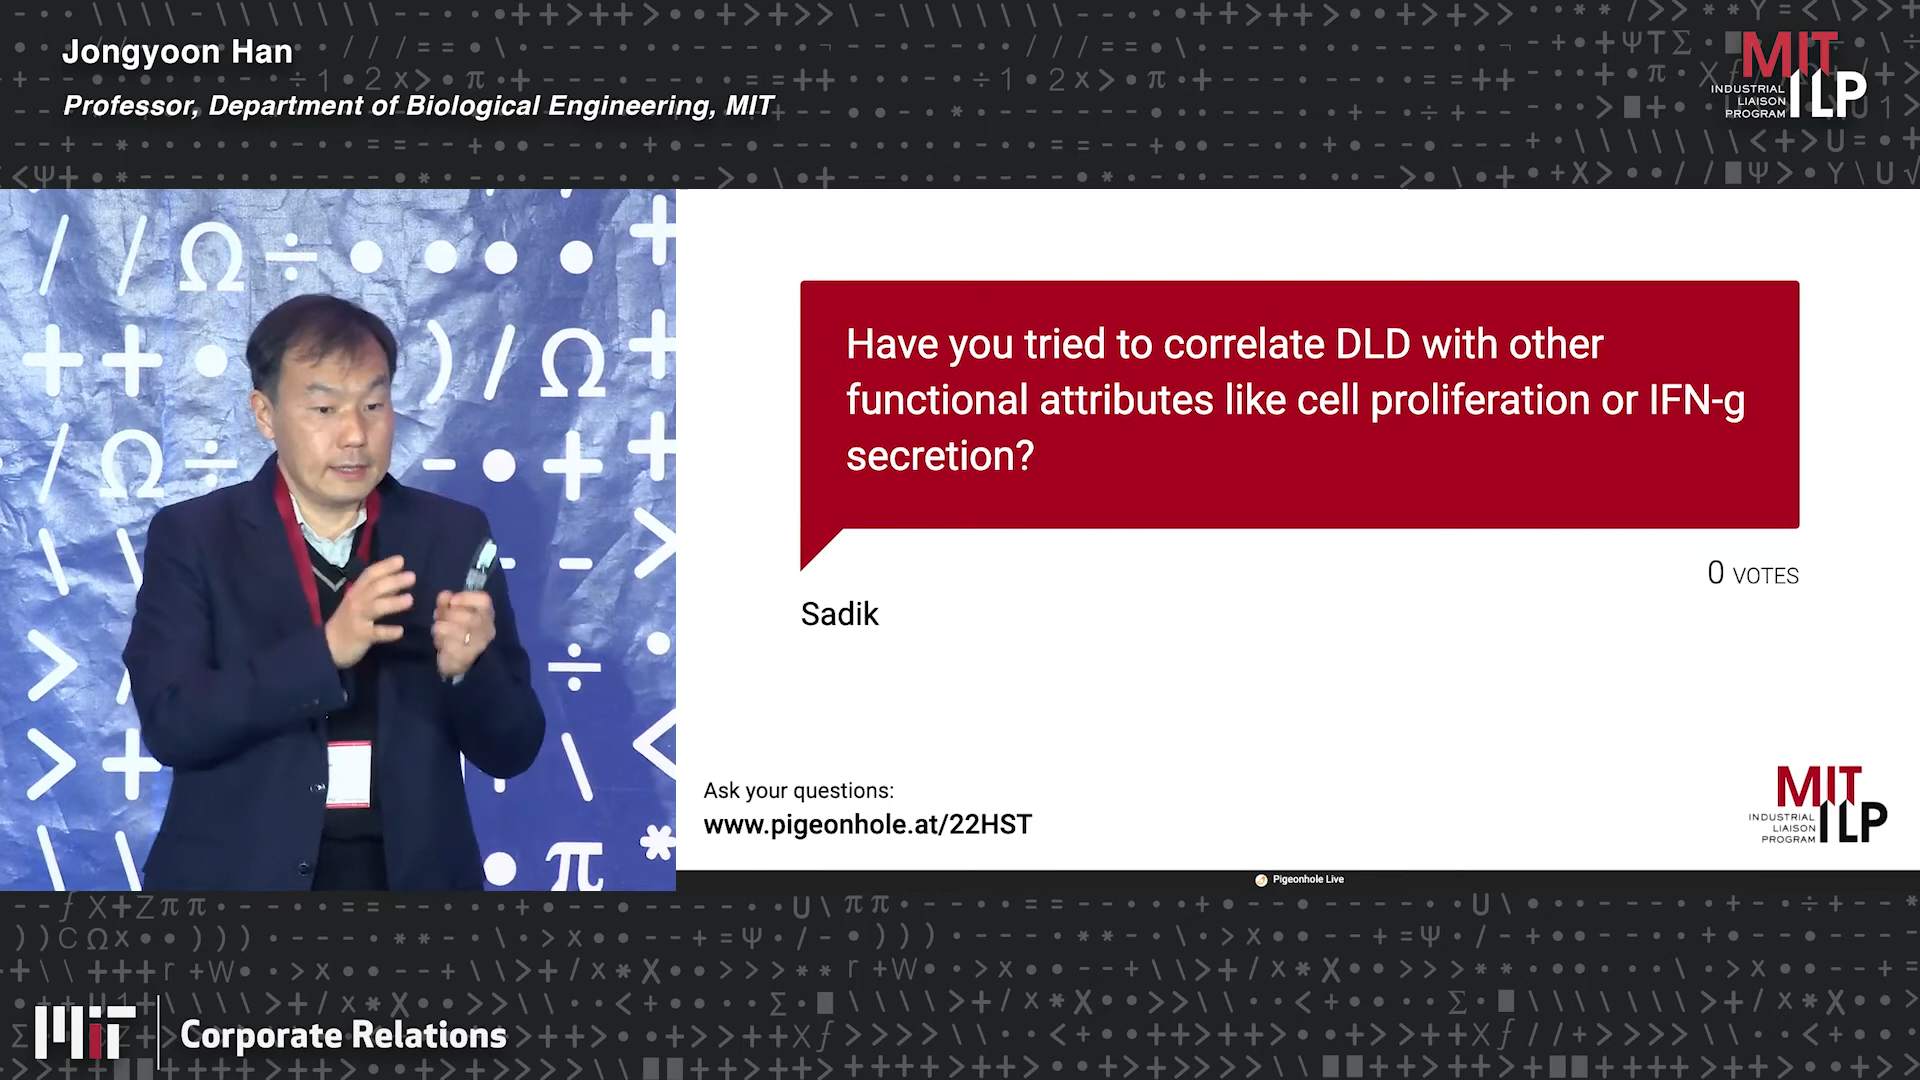 Jongyoon Han
Professor, Department of Biological Engineering, MIT
MIT
INDUSTRIAL
LIAISON
PROGRAM
ILP
Have you tried to correlate DLD with other
functional attributes like cell proliferation or IFN-g
secretion?
0 VOTES
Sadik
Ask your questions:
www.pigeonhole.at/22HST
MIT
INDUSTRIAL
LIAISON
PROGRAM
ILP
Pigeonhole Live
MIT
Corporate Relations